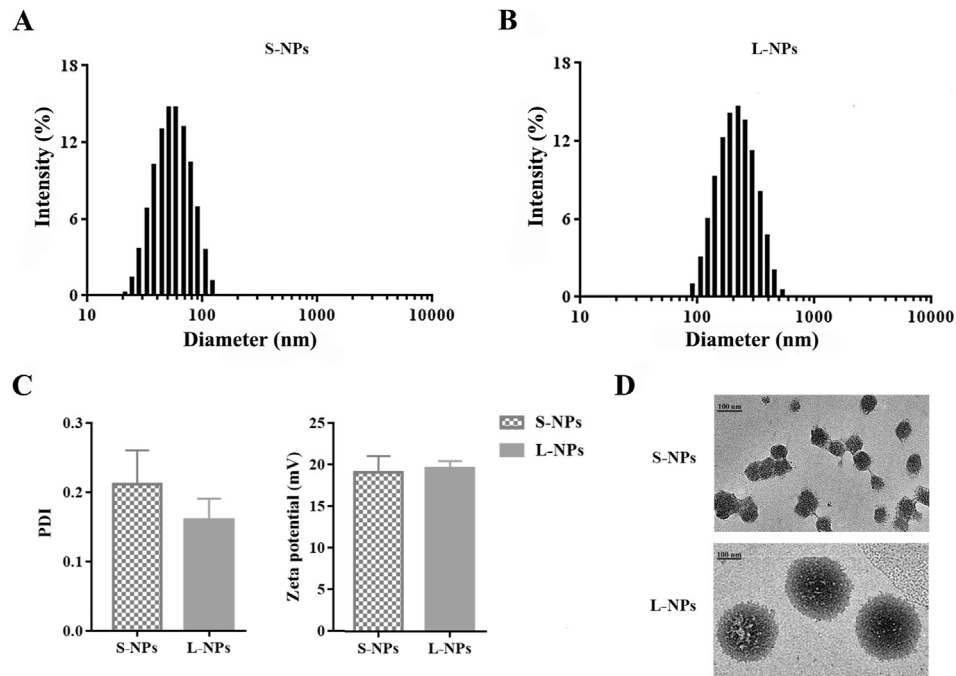 A
S-NPs
18
12
6
0
Intensity (%)
10 100 1000 10000
Diameter (nm)
B
L-NPs
18
12
6
0
Intensity (%)
10 100 1000 10000
Diameter (nm)
C
0.3
0.2
0.1
0.0
PDI
S-NPs L-NPs
25
20
15
10
5
0
Zeta potential (mV)
S-NPs L-NPs
S-NPs
L-NPs
D
S-NPs
100 nm
L-NPs
100 nm